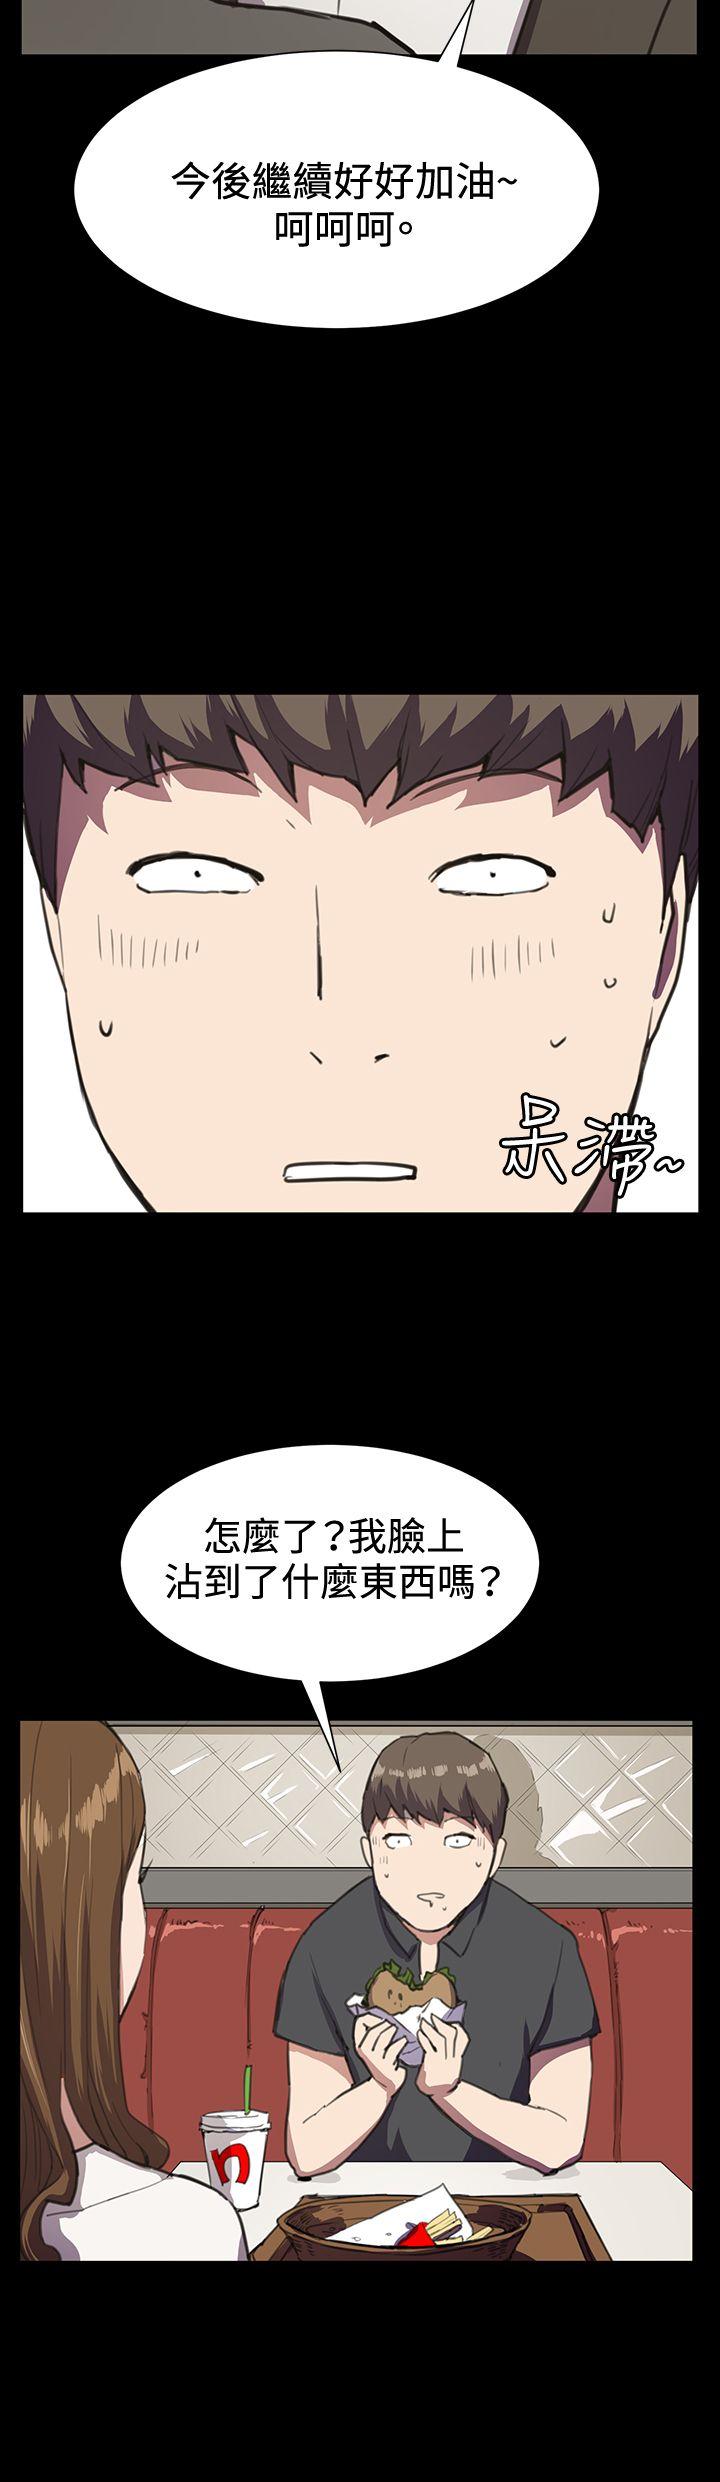 今後繼續好好加油~
呵呵呵。
呆滯~
怎麼了？我臉上
沾到了什麼東西嗎？
n